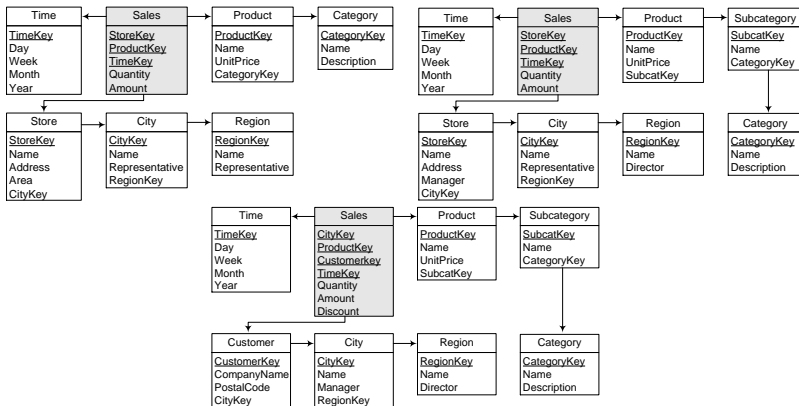 Time
TimeKey
Day
Week
Month
Year
Sales
StoreKey
ProductKey
TimeKey
Quantity
Amount
Product
ProductKey
Name
UnitPrice
CategoryKey
Category
CategoryKey
Name
Description
Store
StoreKey
Name
Address
Area
CityKey
City
CityKey
Name
Representative
RegionKey
Region
RegionKey
Name
Representative
Time
TimeKey
Day
Week
Month
Year
Sales
StoreKey
ProductKey
TimeKey
Quantity
Amount
Product
ProductKey
Name
UnitPrice
SubcatKey
Subcategory
SubcatKey
Name
CategoryKey
Store
StoreKey
Name
Address
Manager
CityKey
City
CityKey
Name
Representative
RegionKey
Region
RegionKey
Name
Director
Category
CategoryKey
Name
Description
Time
TimeKey
Day
Week
Month
Year
Sales
CityKey
ProductKey
Customerkey
TimeKey
Quantity
Amount
Discount
Product
ProductKey
Name
UnitPrice
SubcatKey
Subcategory
SubcatKey
Name
CategoryKey
Customer
CustomerKey
CompanyName
PostalCode
CityKey
City
CityKey
Name
Manager
RegionKey
Region
RegionKey
Name
Director
Category
CategoryKey
Name
Description